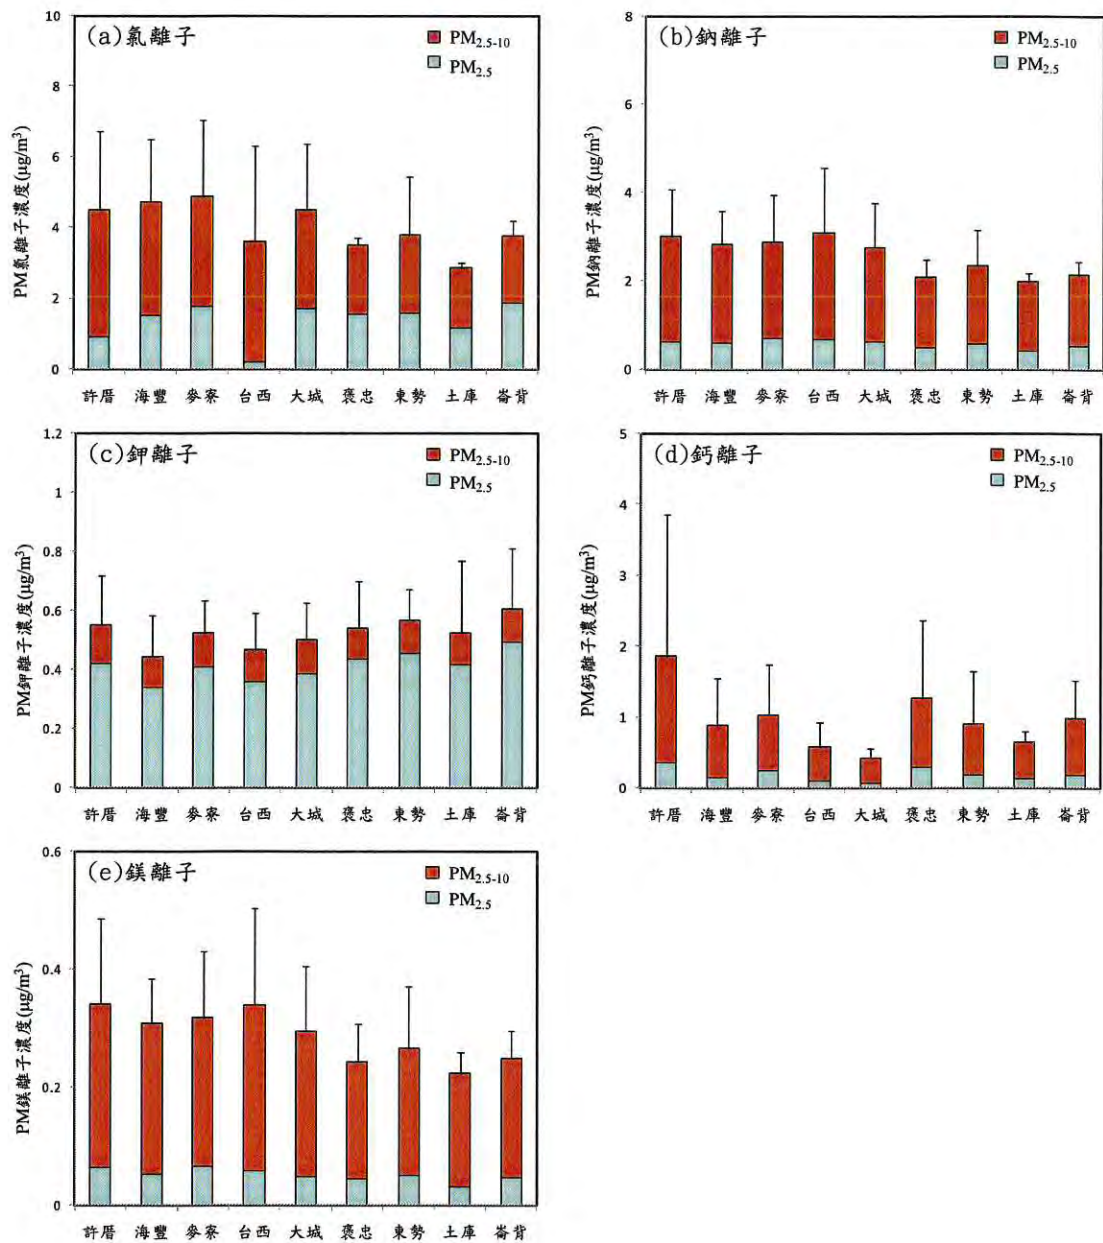 (a)氯離子
PM2.5-10
PM2.5
PM氯離子濃度(μg/m³)
10
8
6
4
2
0
許厝 海豐 麥寮 台西 大城 褒忠 東勢 土庫 崙背
(b)鈉離子
PM2.5-10
PM2.5
PM鈉離子濃度(μg/m³)
8
6
4
2
0
許厝 海豐 麥寮 台西 大城 褒忠 東勢 土庫 崙背
(c)鉀離子
PM2.5-10
PM2.5
PM鉀離子濃度(μg/m³)
1.2
1
0.8
0.6
0.4
0.2
0
許厝 海豐 麥寮 台西 大城 褒忠 東勢 土庫 崙背
(d)鈣離子
PM2.5-10
PM2.5
PM鈣離子濃度(μg/m³)
5
4
3
2
1
0
許厝 海豐 麥寮 台西 大城 褒忠 東勢 土庫 崙背
(e)鎂離子
PM2.5-10
PM2.5
PM鎂離子濃度(μg/m³)
0.6
0.4
0.2
0
許厝 海豐 麥寮 台西 大城 褒忠 東勢 土庫 崙背